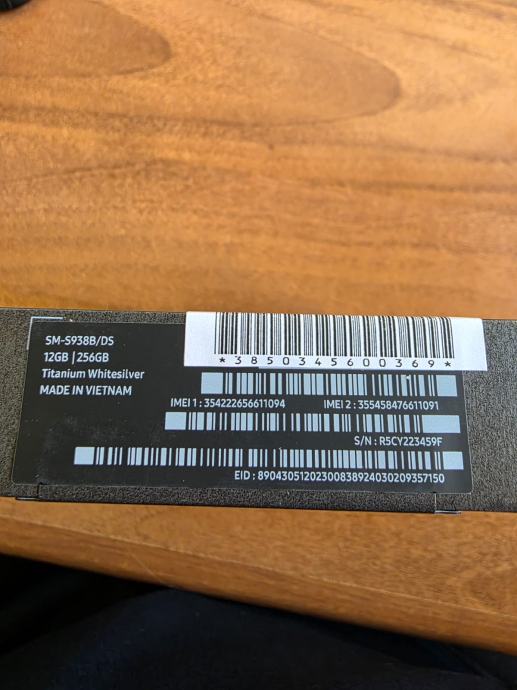 SM-S938B/DS
12GB | 256GB
Titanium Whitesilver
MADE IN VIETNAM
*3850345600369*
IMEI 1 : 354222656611094 IMEI 2 : 355458476611091
S/N : R5CY223459F
EID : 89043051202300838924030209357150